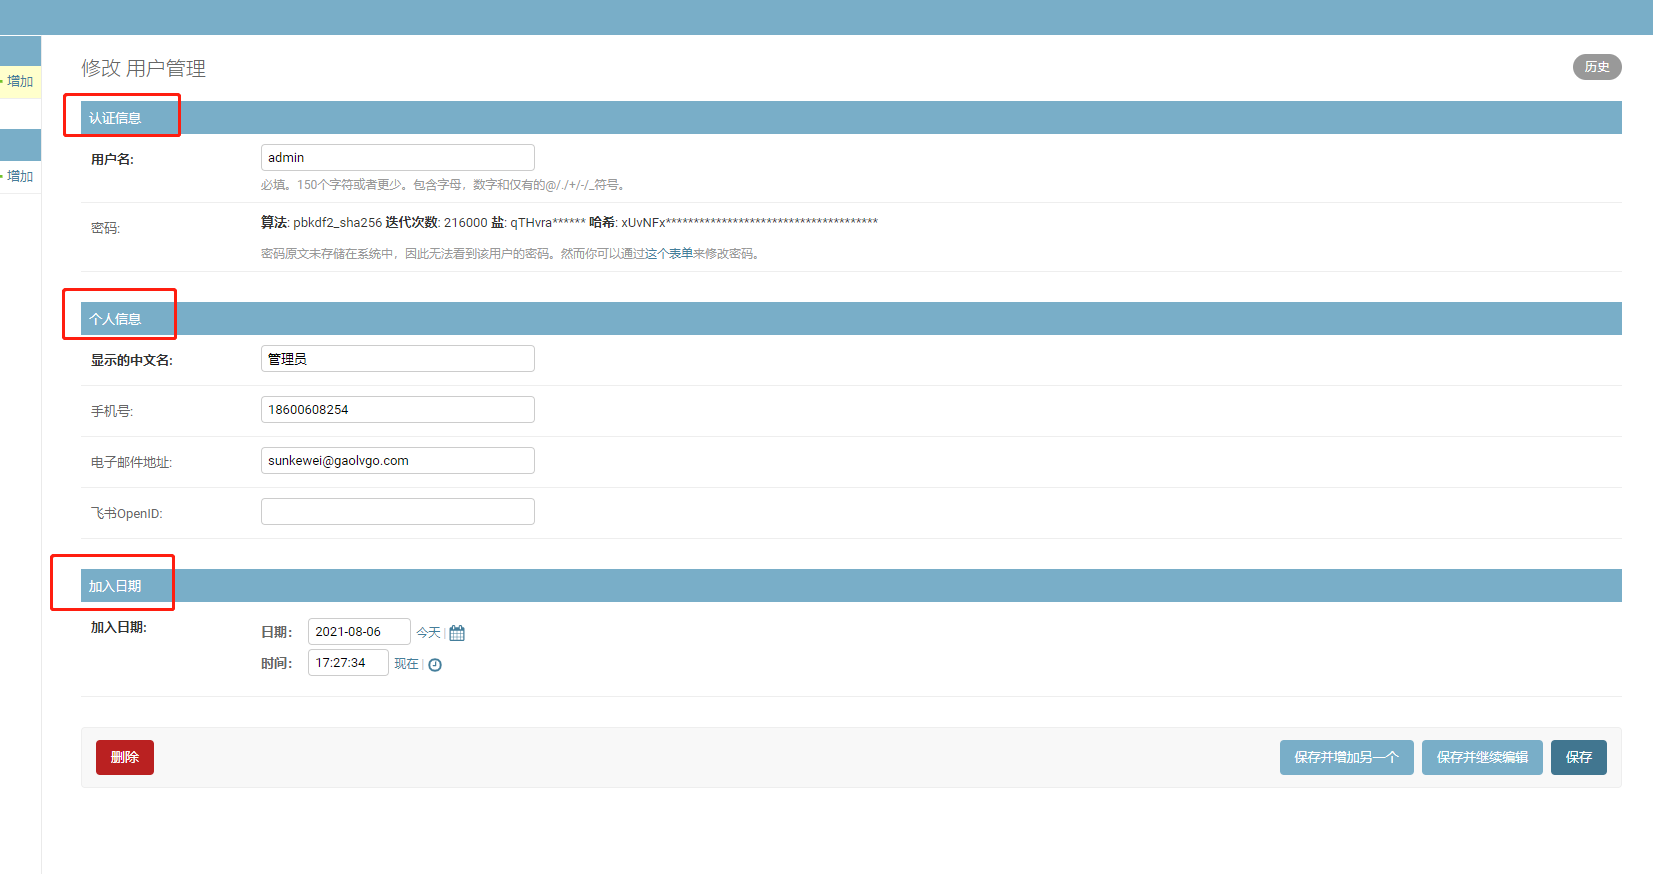 增加
增加
修改 用户管理
历史
认证信息
用户名:
admin
必填。150个字符或者更少。包含字母，数字和仅有的@/./+/-/_符号。
密码:
算法: pbkdf2_sha256 迭代次数: 216000 盐: qTHvra****** 哈希: xUvNFx**************************************
密码原文未存储在系统中，因此无法看到该用户的密码。然而你可以通过这个表单来修改密码。
个人信息
显示的中文名:
管理员
手机号:
18600608254
电子邮件地址:
sunkewei@gaolvgo.com
飞书OpenID:
加入日期
加入日期:
日期: 2021-08-06 今天 |
时间: 17:27:34 现在 |
删除
保存并增加另一个
保存并继续编辑
保存